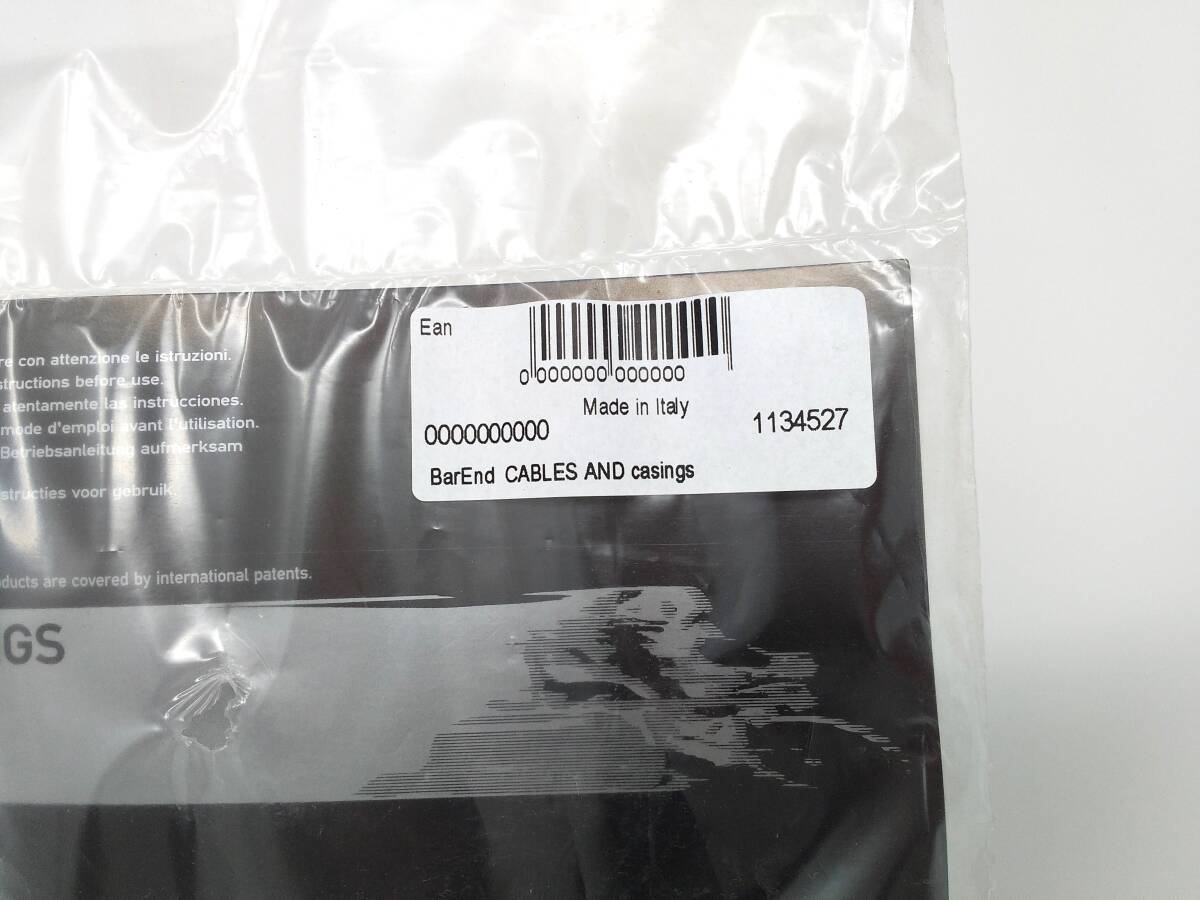 Ean
0 000000 000000
Made in Italy
0000000000 1134527
BarEnd CABLES AND casings
re con attenzione le istruzioni.
structions before use.
atentamente las instrucciones.
mode d'emploi avant l'utilisation.
Betriebsanleitung aufmerksam
structies voor gebruik.
oducts are covered by international patents.
NGS